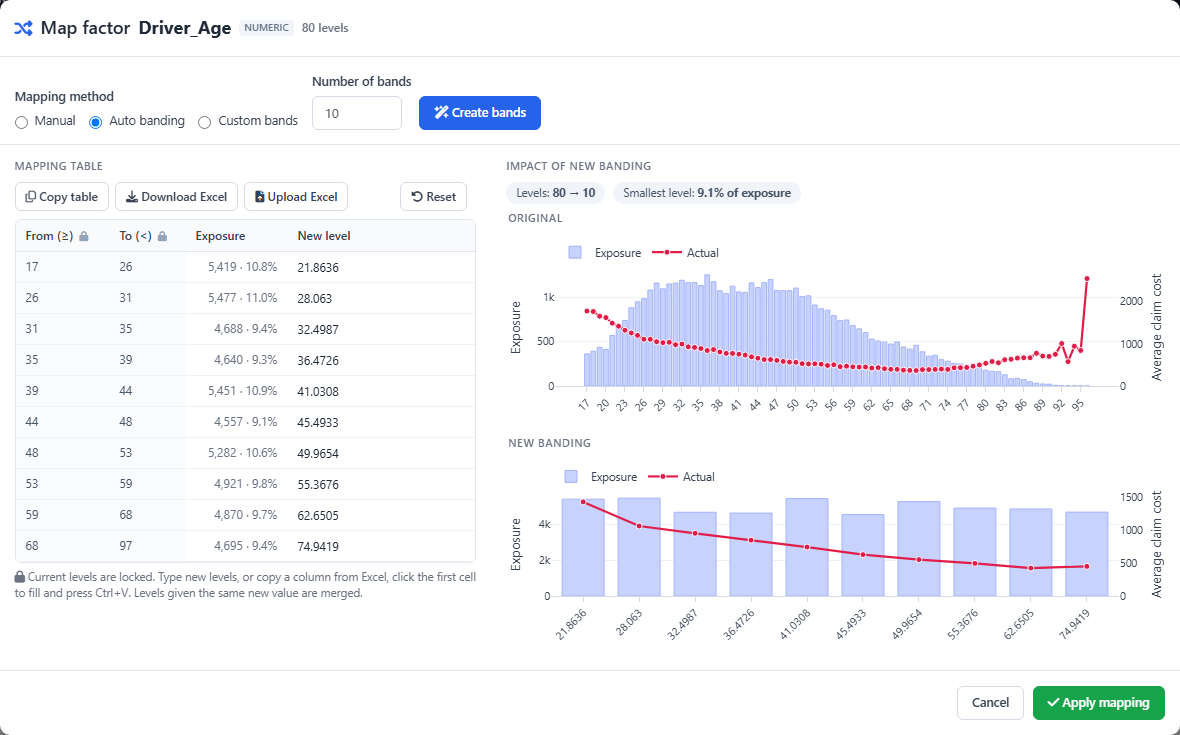 Map factor Driver_Age NUMERIC 80 levels
Number of bands
Mapping method
Manual Auto banding Custom bands 10 Create bands
MAPPING TABLE
Copy table Download Excel Upload Excel Reset
From (≥) To (<) Exposure New level
17 26 5,419 · 10.8% 21.8636
26 31 5,477 · 11.0% 28.063
31 35 4,688 · 9.4% 32.4987
35 39 4,640 · 9.3% 36.4726
39 44 5,451 · 10.9% 41.0308
44 48 4,557 · 9.1% 45.4933
48 53 5,282 · 10.6% 49.9654
53 59 4,921 · 9.8% 55.3676
59 68 4,870 · 9.7% 62.6505
68 97 4,695 · 9.4% 74.9419
Current levels are locked. Type new levels, or copy a column from Excel, click the first cell
to fill and press Ctrl+V. Levels given the same new value are merged.
IMPACT OF NEW BANDING
Levels: 80 → 10 Smallest level: 9.1% of exposure
ORIGINAL
Exposure Actual
Exposure
1k
500
0
2000
1000
0
Average claim cost
17 20 23 26 29 32 35 38 41 44 47 50 53 56 59 62 65 68 71 74 77 80 83 86 89 92 95
NEW BANDING
Exposure Actual
Exposure
4k
2k
0
1500
1000
500
0
Average claim cost
21.8636 28.063 32.4987 36.4726 41.0308 45.4933 49.9654 55.3676 62.6505 74.9419
Cancel Apply mapping